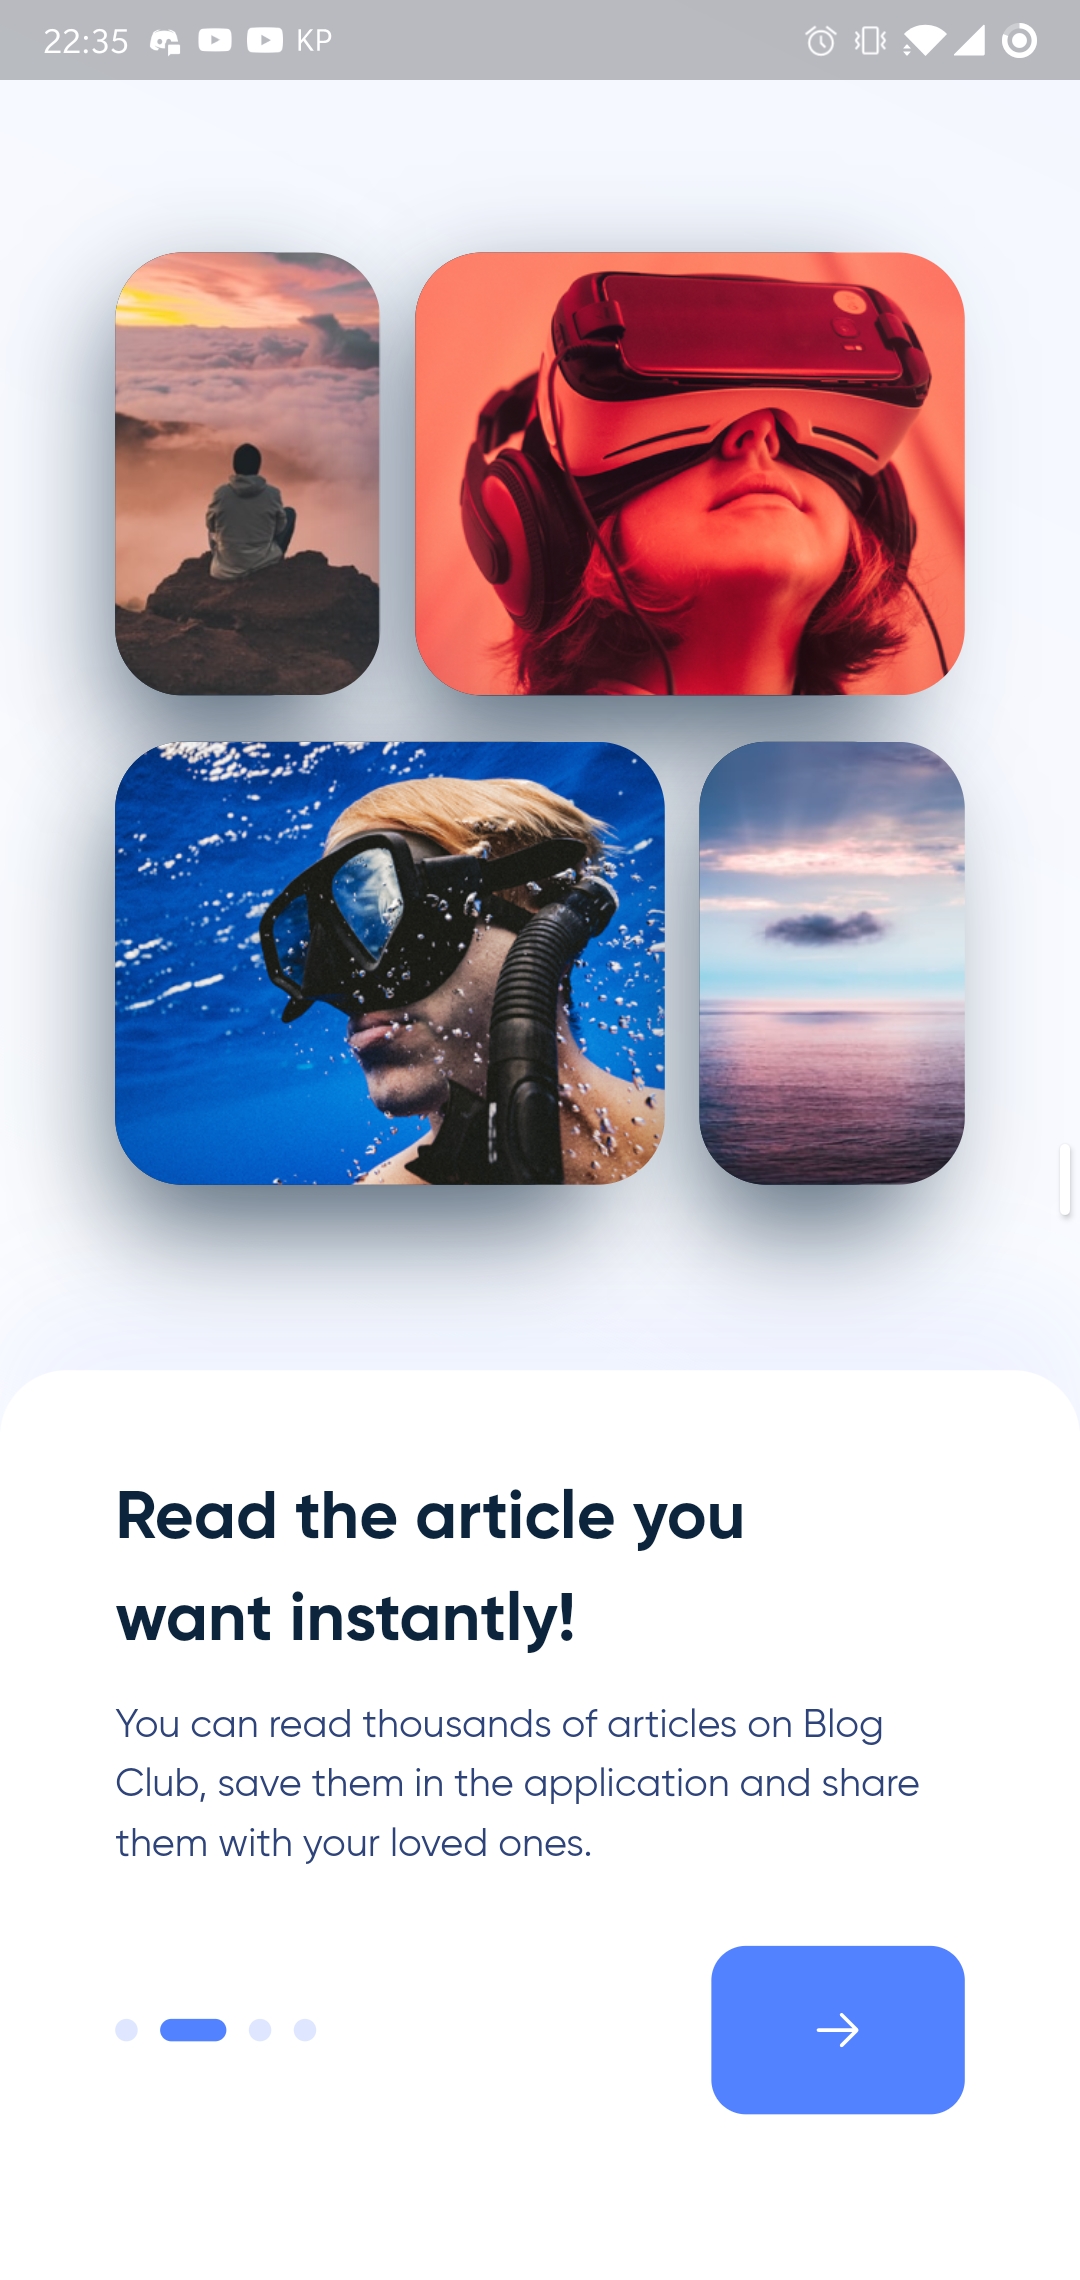 22:35 KP
Read the article you
want instantly!
You can read thousands of articles on Blog
Club, save them in the application and share
them with your loved ones.